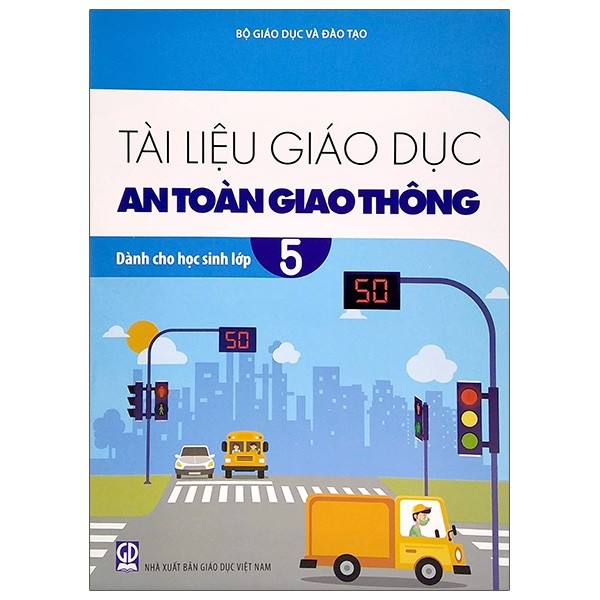 BỘ GIÁO DỤC VÀ ĐÀO TẠO
TÀI LIỆU GIÁO DỤC
AN TOÀN GIAO THÔNG
Dành cho học sinh lớp 5
50
50
GD
NHÀ XUẤT BẢN GIÁO DỤC VIỆT NAM